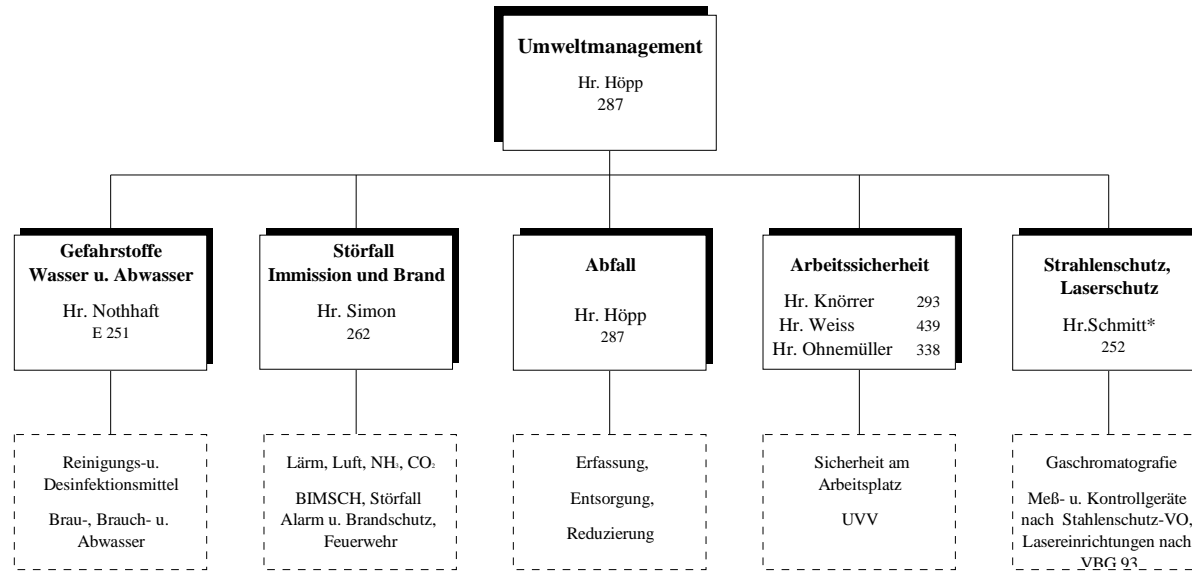 Umweltmanagement
Hr. Höpp
287
Gefahrstoffe
Wasser u. Abwasser
Hr. Nothhaft
E 251
Störfall
Immission und Brand
Hr. Simon
262
Abfall
Hr. Höpp
287
Arbeitssicherheit
Hr. Knörrer 293
Hr. Weiss 439
Hr. Ohnemüller 338
Strahlenschutz,
Laserschutz
Hr.Schmitt*
252
Reinigungs-u.
Desinfektionsmittel
Brau-, Brauch- u.
Abwasser
Lärm, Luft, NH₃, CO₂
BIMSCH, Störfall
Alarm u. Brandschutz,
Feuerwehr
Erfassung,
Entsorgung,
Reduzierung
Sicherheit am
Arbeitsplatz
UVV
Gaschromatografie
Meß- u. Kontrollgeräte
nach Stahlenschutz-VO,
Lasereinrichtungen nach
VBG 93